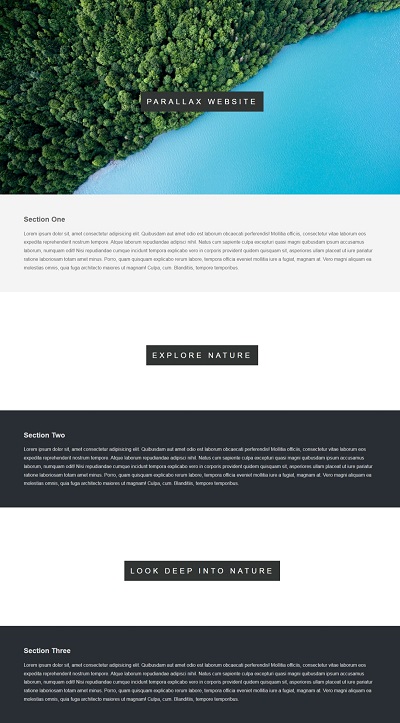 PARALLAX WEBSITE
Section One
Lorem ipsum dolor sit, amet consectetur adipisicing elit. Quibusdam aut amet odio est laborum obcaecati perferendis! Mollitia officiis, consectetur vitae laborum eos
expedita reprehenderit nostrum tempore. Atque laborum adipisci nihil. Natus cum sapiente culpa excepturi quasi magni quibusdam ipsum accusamus
laborum, numquam odit! Nisi repudiandae cumque incidunt tempora explicabo rerum vero in corporis provident quidem quisquam, id asperiores ullam placeat id iusto
ratione laboriosam totam amet minus. Porro, quam quisquam explicabo rerum labore, tempora officia eveniet mollitia iure a fugiat, magnam at. Vero magni aliquam ea
molestias omnis, quia fuga architecto maiores ut magnam! Culpa, cum. Blanditiis, tempore temporibus.
EXPLORE NATURE
Section Two
Lorem ipsum dolor sit, amet consectetur adipisicing elit. Quibusdam aut amet odio est laborum obcaecati perferendis! Mollitia officiis, consectetur vitae laborum eos
expedita reprehenderit nostrum tempore. Atque laborum adipisci nihil. Natus cum sapiente culpa excepturi quasi magni quibusdam ipsum accusamus
laborum, numquam odit! Nisi repudiandae cumque incidunt tempora explicabo rerum vero in corporis provident quidem quisquam, id asperiores ullam placeat id iusto
ratione laboriosam totam amet minus. Porro, quam quisquam explicabo rerum labore, tempora officia eveniet mollitia iure a fugiat, magnam at. Vero magni aliquam ea
molestias omnis, quia fuga architecto maiores ut magnam! Culpa, cum. Blanditiis, tempore temporibus.
LOOK DEEP INTO NATURE
Section Three
Lorem ipsum dolor sit, amet consectetur adipisicing elit. Quibusdam aut amet odio est laborum obcaecati perferendis! Mollitia officiis, consectetur vitae laborum eos
expedita reprehenderit nostrum tempore. Atque laborum adipisci nihil. Natus cum sapiente culpa excepturi quasi magni quibusdam ipsum accusamus
laborum, numquam odit! Nisi repudiandae cumque incidunt tempora explicabo rerum vero in corporis provident quidem quisquam, id asperiores ullam placeat id iusto
ratione laboriosam totam amet minus. Porro, quam quisquam explicabo rerum labore, tempora officia eveniet mollitia iure a fugiat, magnam at. Vero magni aliquam ea
molestias omnis, quia fuga architecto maiores ut magnam! Culpa, cum. Blanditiis, tempore temporibus.